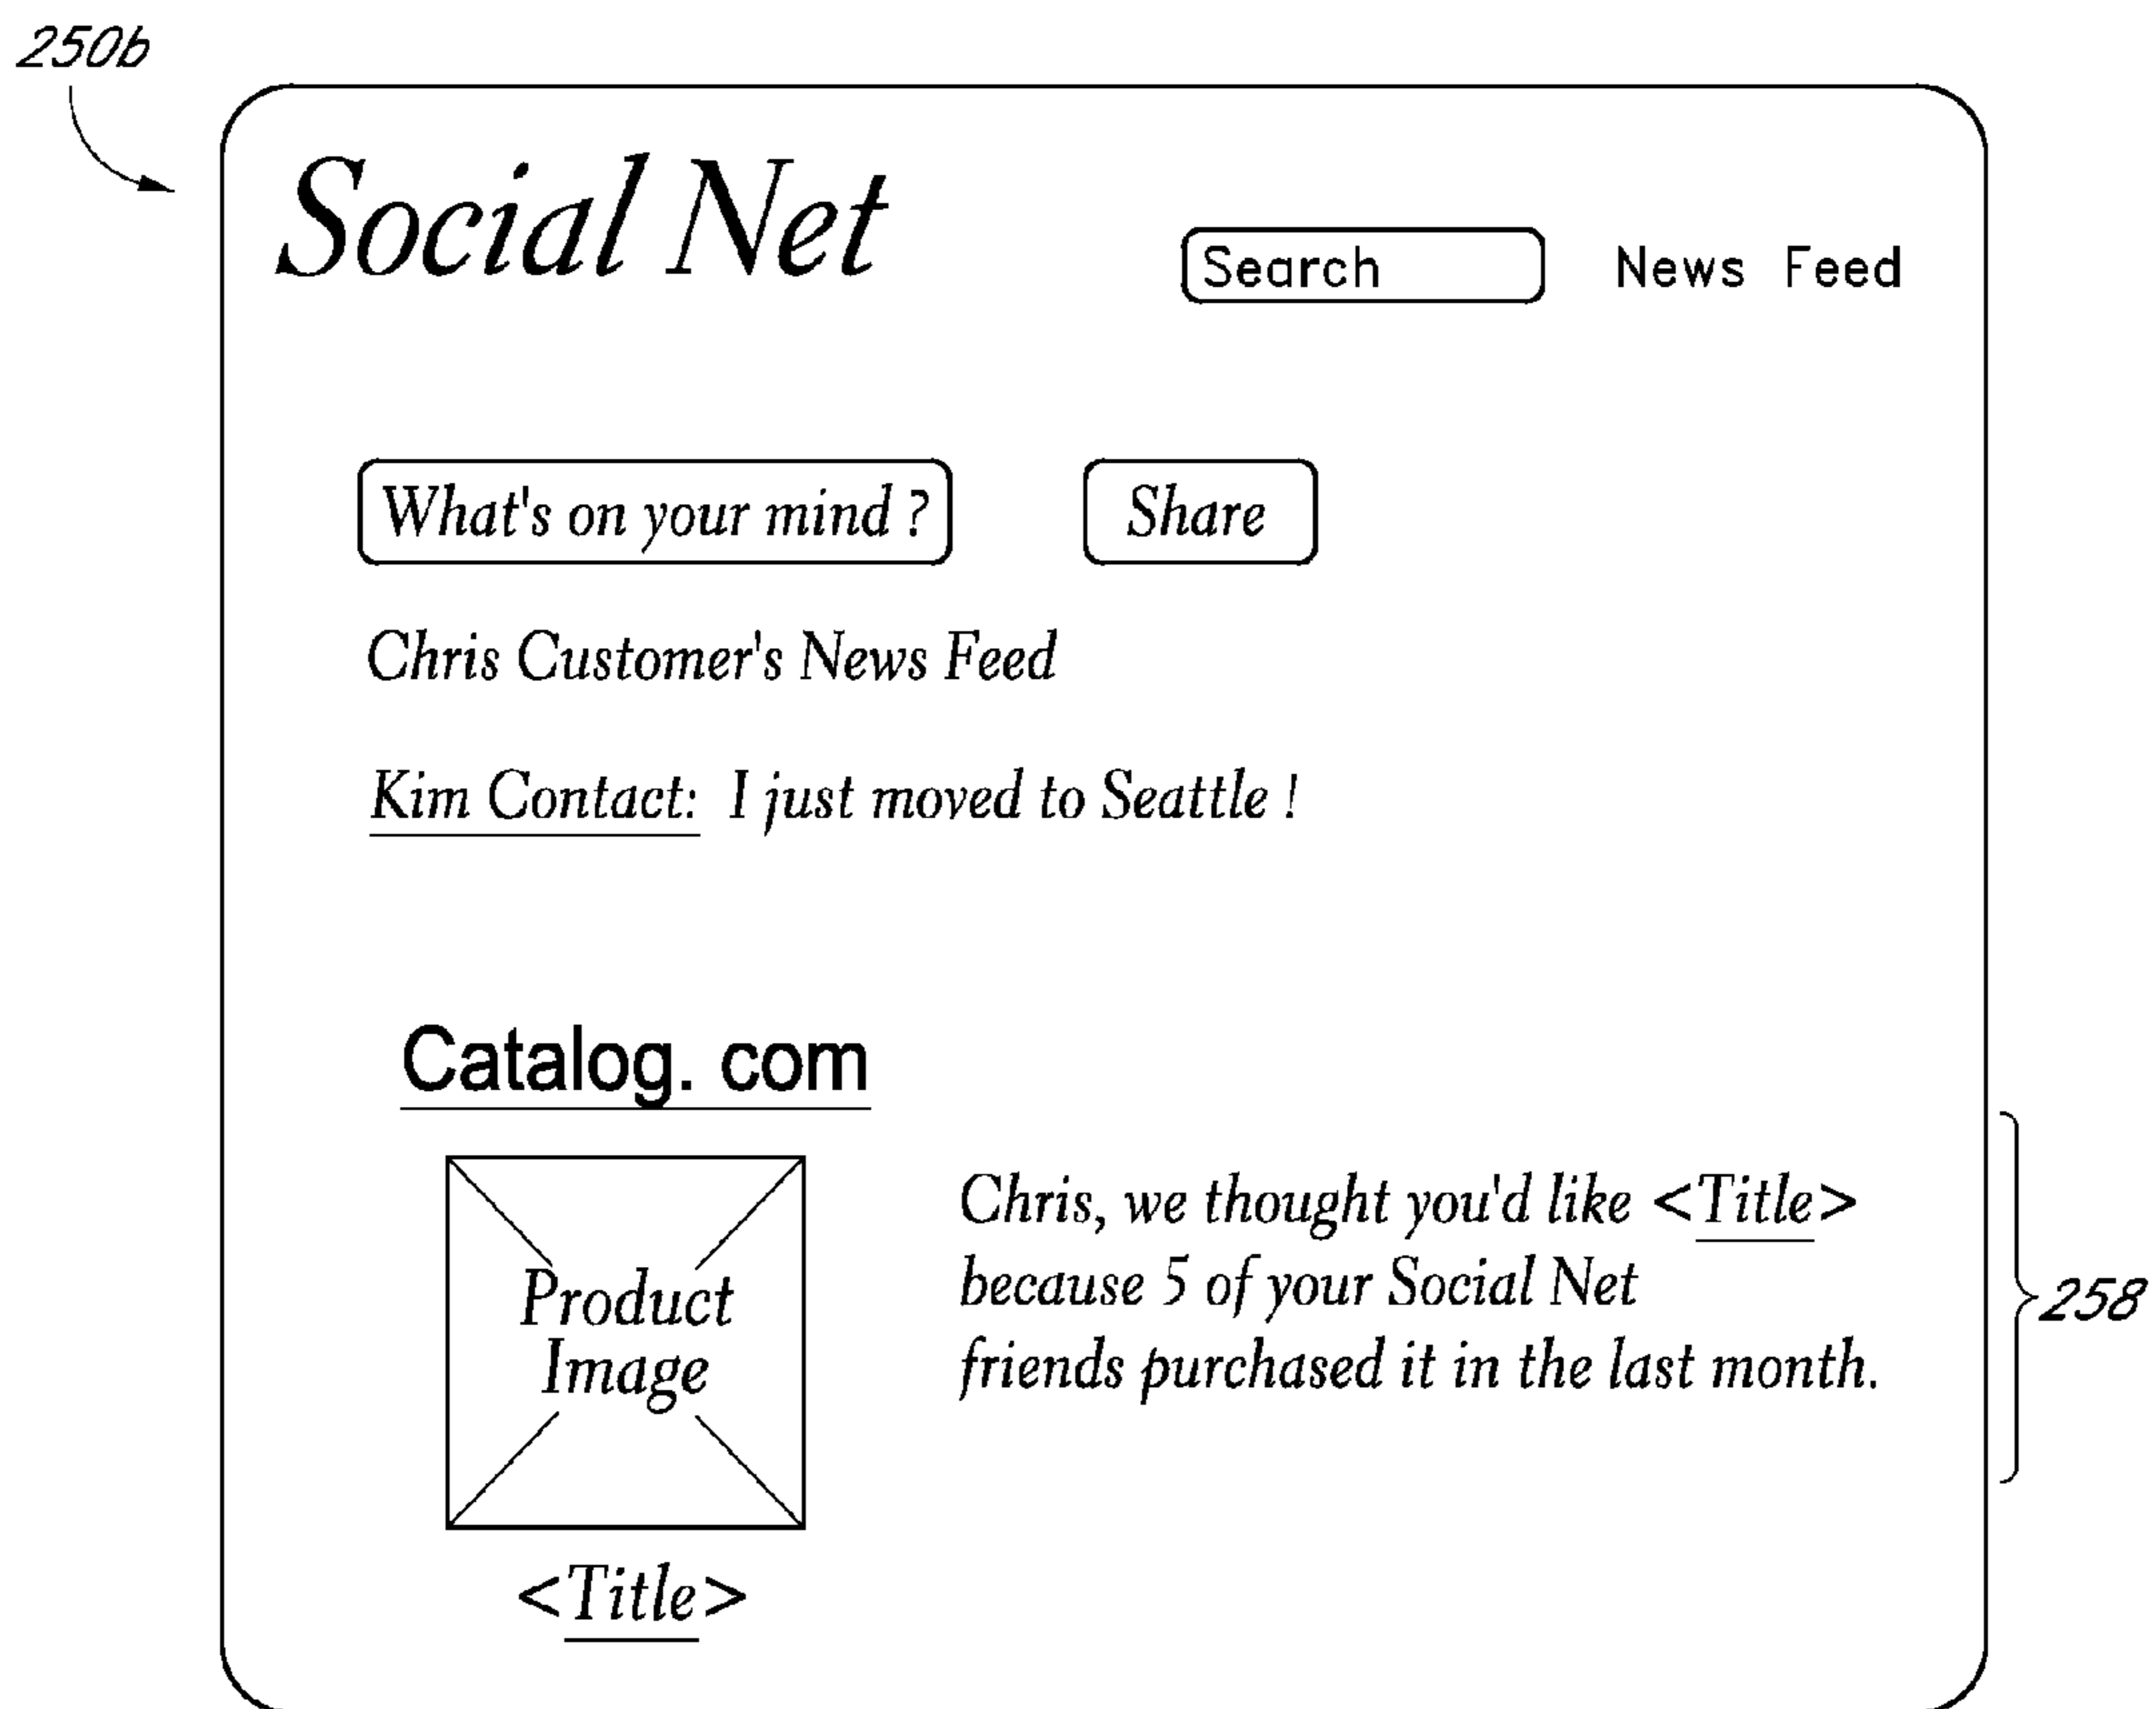 250b
Social Net
Search News Feed
What's on your mind ? Share
Chris Customer's News Feed
Kim Contact: I just moved to Seattle !
Catalog. com
Product
Image
<Title>
Chris, we thought you'd like <Title>
because 5 of your Social Net
friends purchased it in the last month.
258